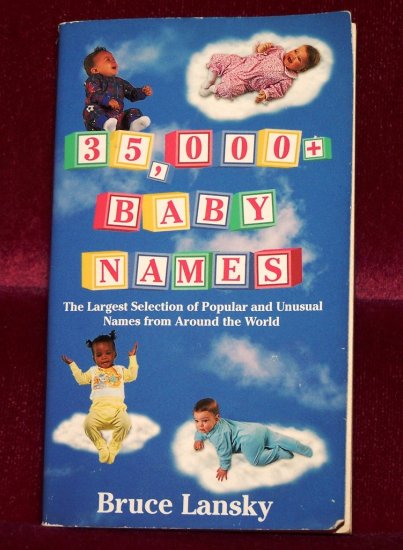 35,000+
BABY
NAMES
The Largest Selection of Popular and Unusual
Names from Around the World
Bruce Lansky